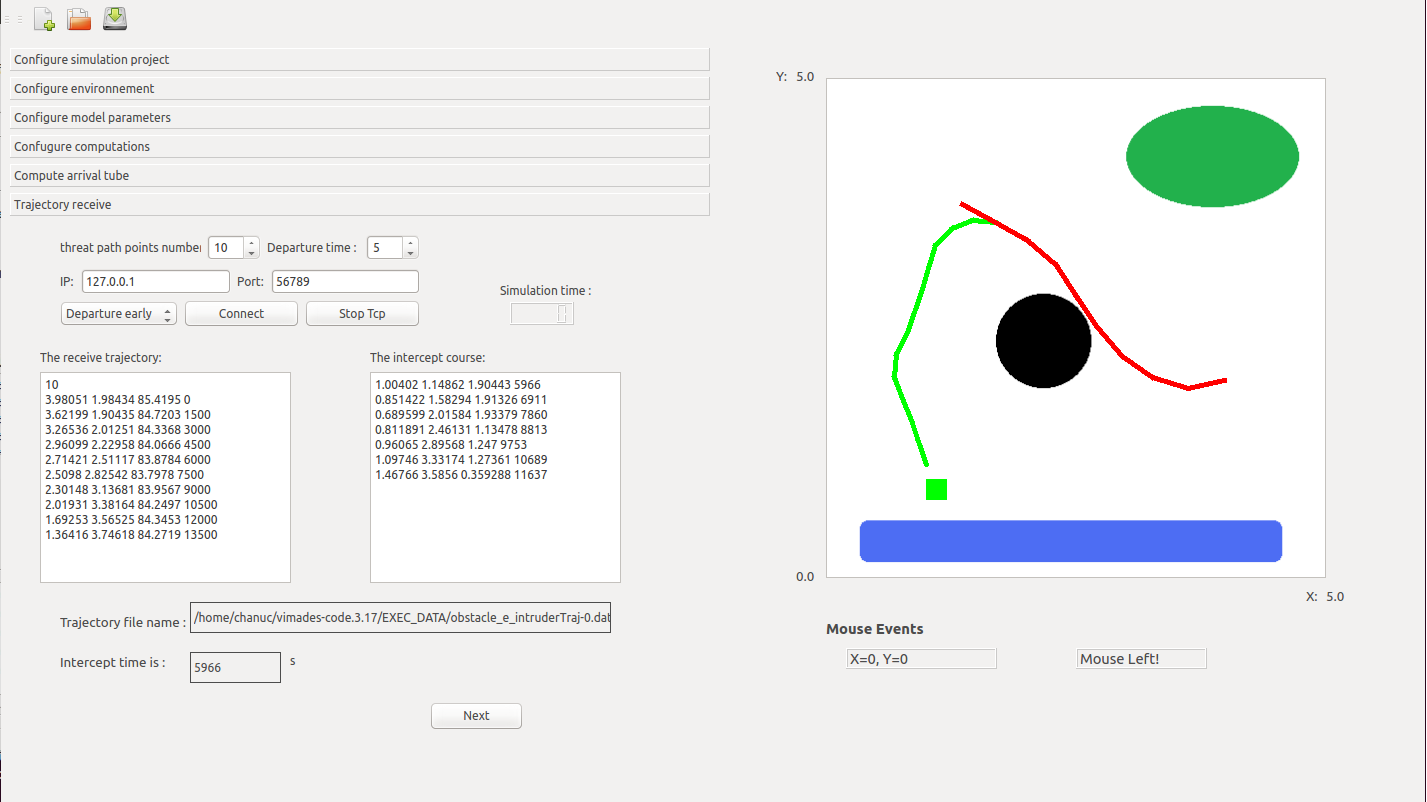 Configure simulation project
Configure environnement
Configure model parameters
Confugure computations
Compute arrival tube
Trajectory receive
threat path points number 10 Departure time : 5
IP: 127.0.0.1 Port: 56789
Simulation time :
Departure early Connect Stop Tcp
The receive trajectory:
10
3.98051 1.98434 85.4195 0
3.62199 1.90435 84.7203 1500
3.26536 2.01251 84.3368 3000
2.96099 2.22958 84.0666 4500
2.71421 2.51117 83.8784 6000
2.5098 2.82542 83.7978 7500
2.30148 3.13681 83.9567 9000
2.01931 3.38164 84.2497 10500
1.69253 3.56525 84.3453 12000
1.36416 3.74618 84.2719 13500
The intercept course:
1.00402 1.14862 1.90443 5966
0.851422 1.58294 1.91326 6911
0.689599 2.01584 1.93379 7860
0.811891 2.46131 1.13478 8813
0.96065 2.89568 1.247 9753
1.09746 3.33174 1.27361 10689
1.46766 3.5856 0.359288 11637
Trajectory file name : /home/chanuc/vimades-code.3.17/EXEC_DATA/obstacle_e_intruderTraj-0.dat
Intercept time is : 5966 s
Next
Y: 5.0
0.0
X: 5.0
Mouse Events
X=0, Y=0
Mouse Left!